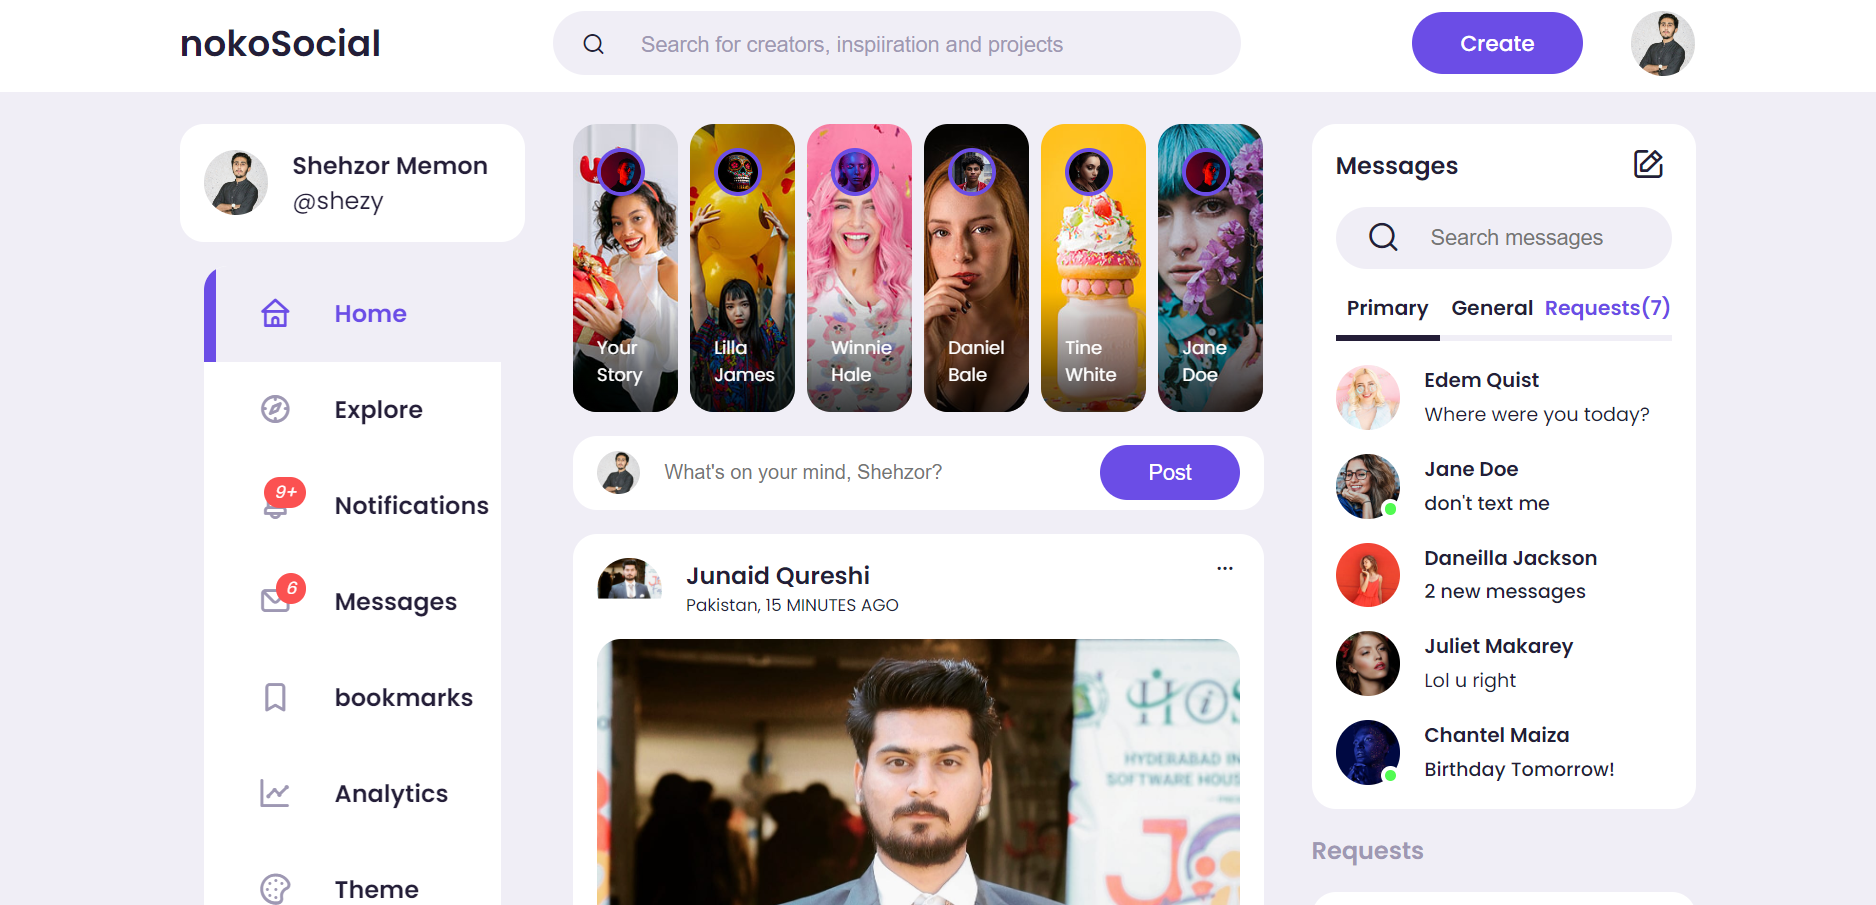 nokoSocial
Search for creators, inspiiration and projects
Create
Shehzor Memon
@shezy
Home
Explore
9+
Notifications
6
Messages
bookmarks
Analytics
Theme
Your
Story
Lilla
James
Winnie
Hale
Daniel
Bale
Tine
White
Jane
Doe
What's on your mind, Shehzor?
Post
Junaid Qureshi
Pakistan, 15 MINUTES AGO
...
HYDERABAD IN
SOFTWARE HOUS
Messages
Search messages
Primary General Requests(7)
Edem Quist
Where were you today?
Jane Doe
don't text me
Daneilla Jackson
2 new messages
Juliet Makarey
Lol u right
Chantel Maiza
Birthday Tomorrow!
Requests